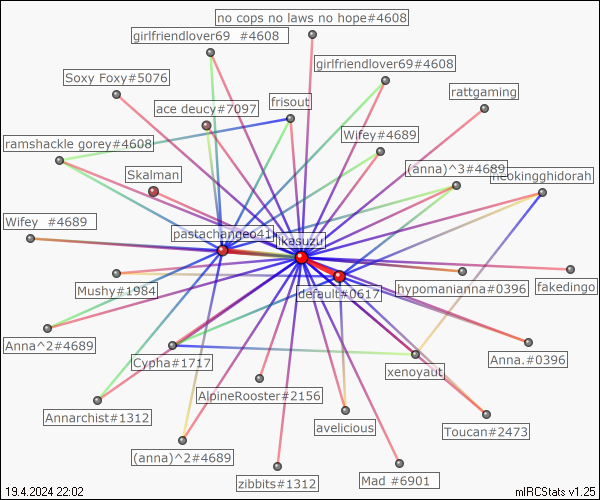 no cops no laws no hope#4608
girlfriendlover69 #4608
girlfriendlover69#4608
Soxy Foxy#5076
rattgaming
ace deucy#7097
frisout
Wifey#4689
ramshackle gorey#4608
(anna)^3#4689
neokingghidorah
Skalman
Wifey #4689
pastachange041
ikasuzu
Mushy#1984
default#0617
hypomanianna#0396
fakedingo
Anna^2#4689
Cypha#1717
xenoyaut
Anna.#0396
AlpineRooster#2156
Annarchist#1312
avelicious
Toucan#2473
(anna)^2#4689
zibbits#1312
Mad #6901
19.4.2024 22:02
mIRCStats v1.25